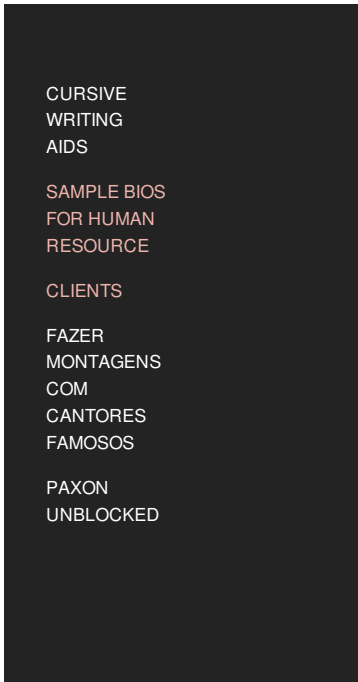 CURSIVE
WRITING
AIDS
SAMPLE BIOS
FOR HUMAN
RESOURCE
CLIENTS
FAZER
MONTAGENS
COM
CANTORES
FAMOSOS
PAXON
UNBLOCKED